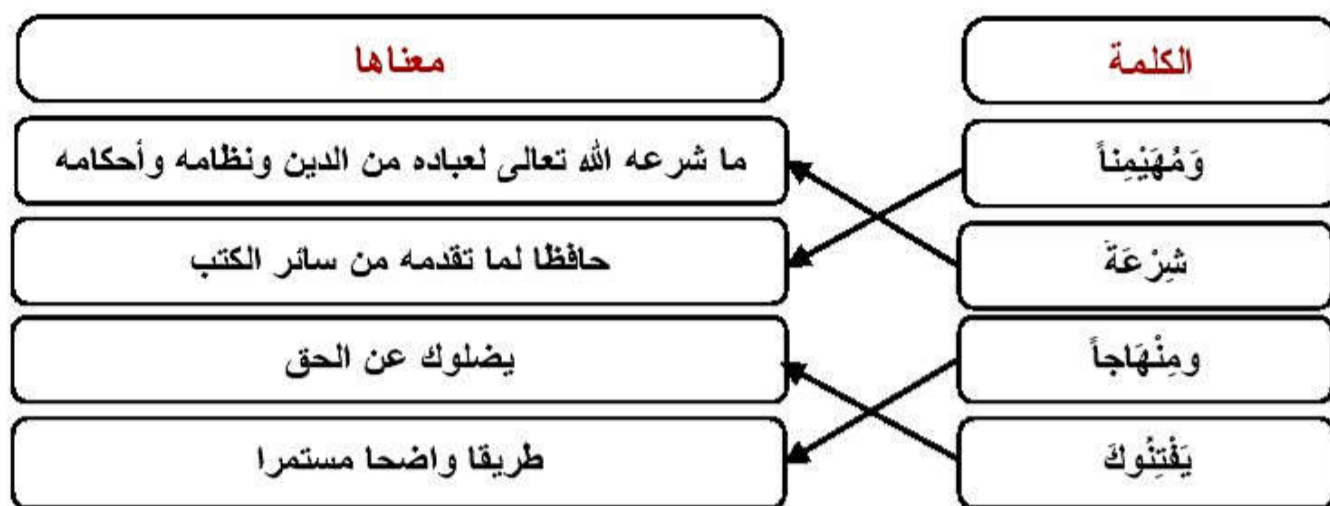 الكلمة
معناها
وَمُهَيْمِناً
ما شرعه الله تعالى لعباده من الدين ونظامه وأحكامه
شِرْعَةَ
حافظا لما تقدمه من سائر الكتب
ومِنْهَاجاً
يضلوك عن الحق
يَفْتِنُوكَ
طريقا واضحا مستمرا